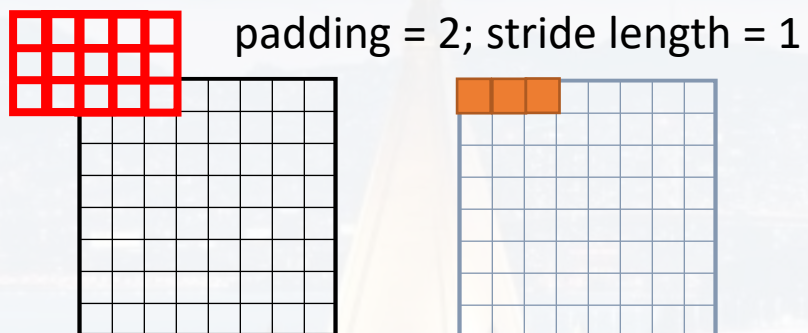 padding = 2; stride length = 1